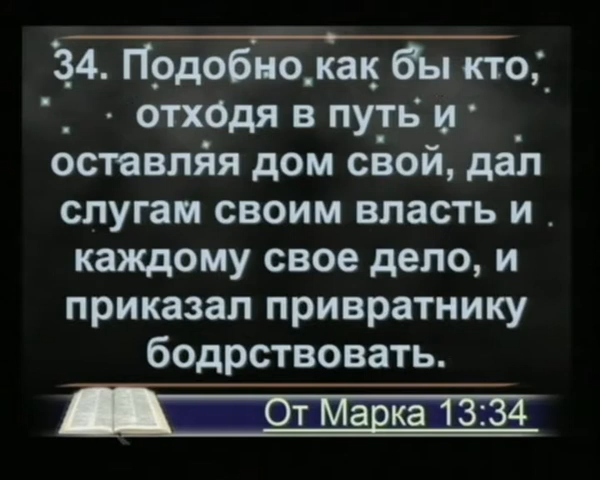 34. Подобно как бы кто,
отходя в путь и
оставляя дом свой, дал
слугам своим власть и
каждому свое дело, и
приказал привратнику
бодрствовать.
От Марка 13:34